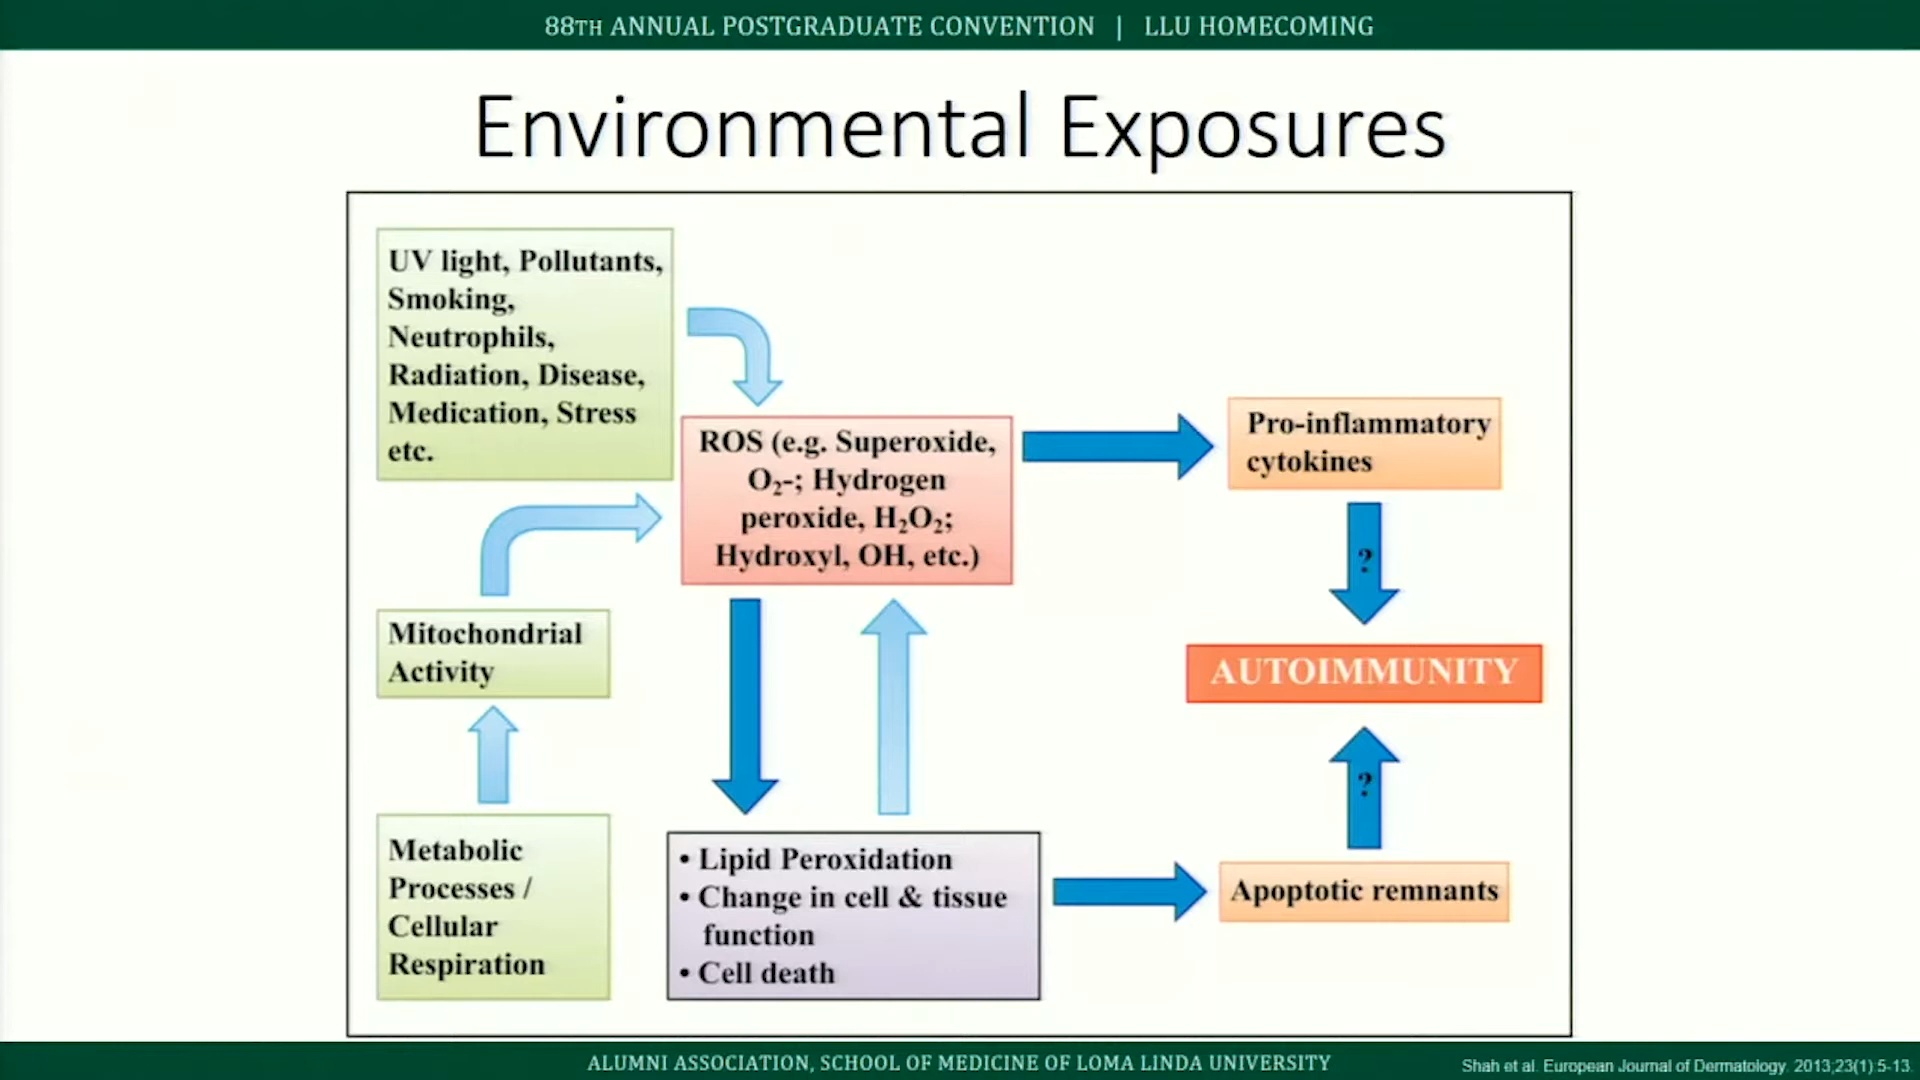 88TH ANNUAL POSTGRADUATE CONVENTION | LLU HOMECOMING
Environmental Exposures
UV light, Pollutants,
Smoking,
Neutrophils,
Radiation, Disease,
Medication, Stress
etc.
ROS (e.g. Superoxide,
O₂-; Hydrogen
peroxide, H₂O₂;
Hydroxyl, OH, etc.)
Pro-inflammatory
cytokines
?
Mitochondrial
Activity
AUTOIMMUNITY
?
Metabolic
Processes /
Cellular
Respiration
• Lipid Peroxidation
• Change in cell & tissue
function
• Cell death
Apoptotic remnants
ALUMNI ASSOCIATION, SCHOOL OF MEDICINE OF LOMA LINDA UNIVERSITY
Shah et al. European Journal of Dermatology. 2013;23(1):5-13.